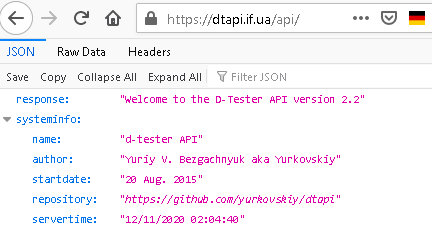 https://dtapi.if.ua/api/
JSON Raw Data Headers
Save Copy Collapse All Expand All Filter JSON
response: "Welcome to the D-Tester API version 2.2"
systeminfo:
name: "d-tester API"
author: "Yuriy V. Bezgachnyuk aka Yurkovskiy"
startdate: "20 Aug. 2015"
repository: "https://github.com/yurkovskiy/dtapi"
servertime: "12/11/2020 02:04:40"